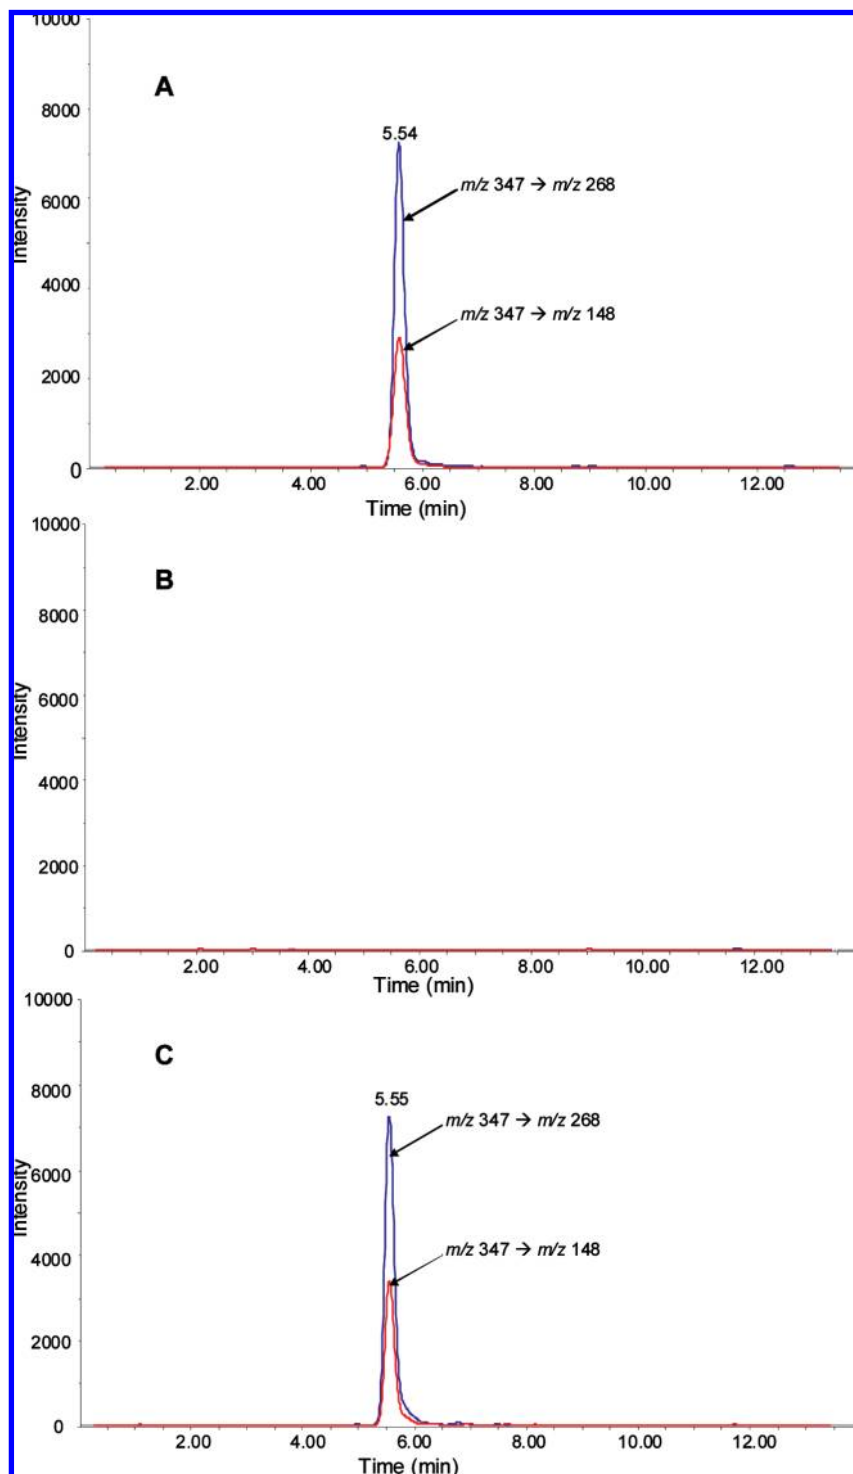 10000
A
8000
5.54
m/z 347 → m/z 268
6000
Intensity
4000
m/z 347 → m/z 148
2000
0
2.00 4.00 6.00 8.00 10.00 12.00
Time (min)
10000
B
8000
6000
Intensity
4000
2000
0
2.00 4.00 6.00 8.00 10.00 12.00
Time (min)
10000
C
8000
5.55
m/z 347 → m/z 268
6000
Intensity
4000
m/z 347 → m/z 148
2000
0
2.00 4.00 6.00 8.00 10.00 12.00
Time (min)